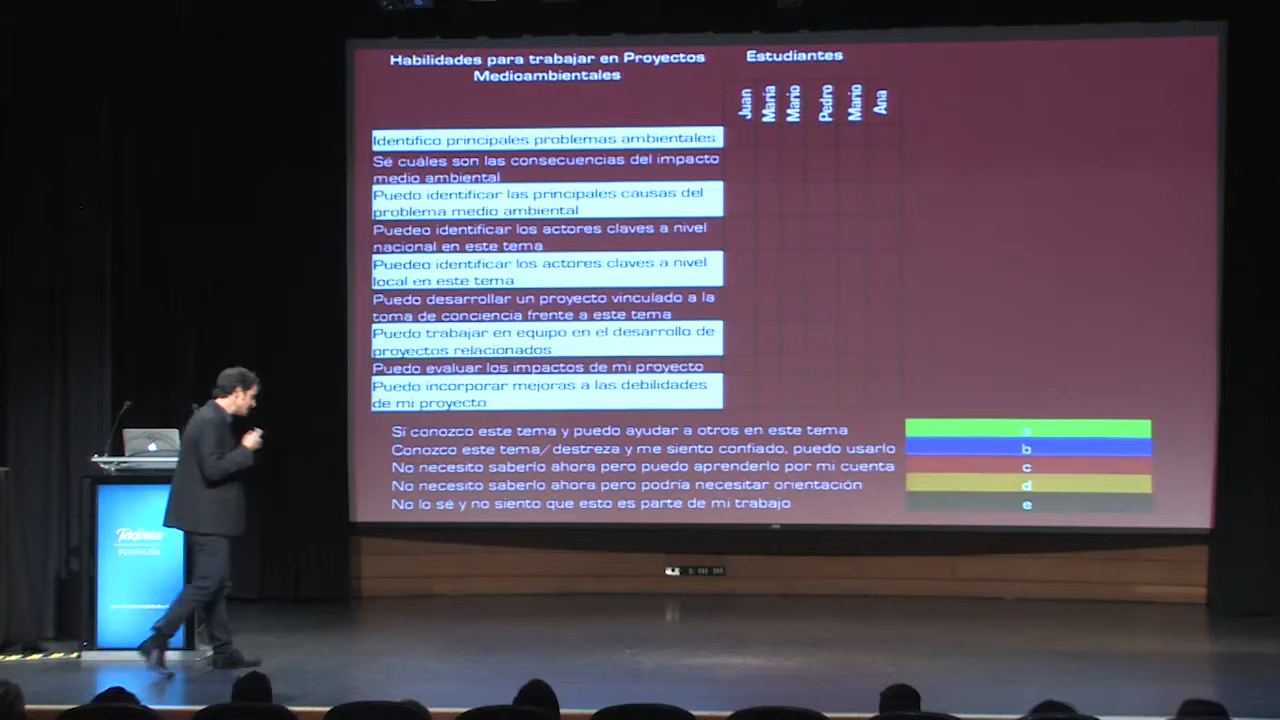 Habilidades para trabajar en Proyectos
Medioambientales
Estudiantes
Juan
María
Mario
Pedro
Mario
Ana
Identifico principales problemas ambientales
Sé cuáles son las consecuencias del impacto
medio ambiental
Puedo identificar las principales causas del
problema medio ambiental
Puedeo identificar los actores claves a nivel
nacional en este tema
Puedeo identificar los actores claves a nivel
local en este tema
Puedo desarrollar un proyecto vinculado a la
toma de conciencia frente a este tema
Puedo trabajar en equipo en el desarrollo de
proyectos relacionados
Puedo evaluar los impactos de mi proyecto
Puedo incorporar mejoras a las debilidades
de mi proyecto
Sí conozco este tema y puedo ayudar a otros en este tema
a
Conozco este tema/destreza y me siento confiado, puedo usarlo
b
No necesito saberlo ahora pero puedo aprenderlo por mi cuenta
c
No necesito saberlo ahora pero podría necesitar orientación
d
No lo sé y no siento que esto es parte de mi trabajo
e
Telefónica
FUNDACIÓN